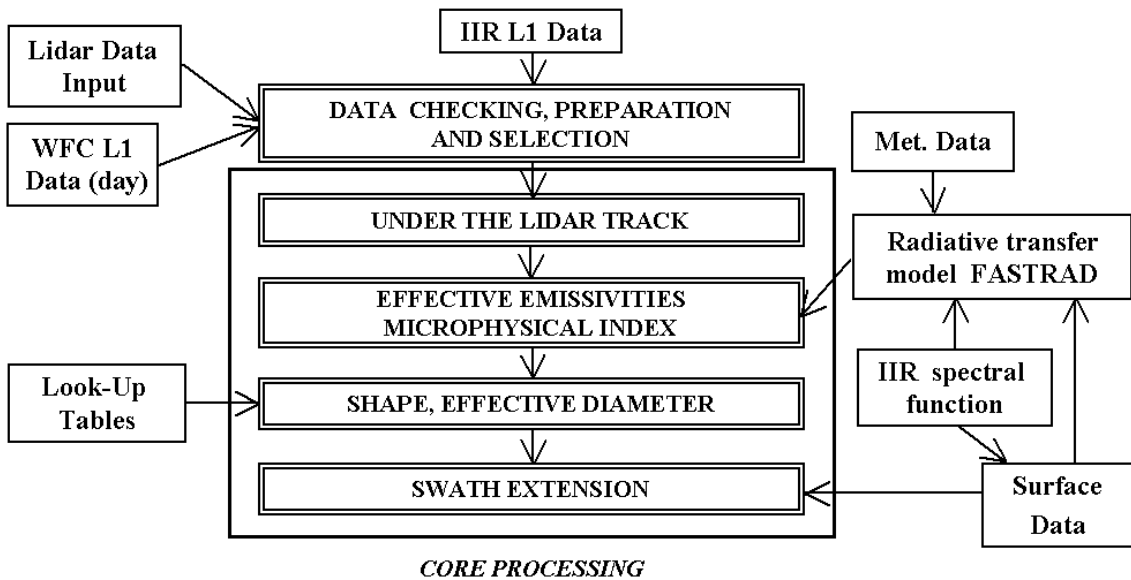 IIR L1 Data
Lidar Data
Input
WFC L1
Data (day)
DATA CHECKING, PREPARATION
AND SELECTION
Met. Data
UNDER THE LIDAR TRACK
Radiative transfer
model FASTRAD
EFFECTIVE EMISSIVITIES
MICROPHYSICAL INDEX
Look-Up
Tables
SHAPE, EFFECTIVE DIAMETER
IIR spectral
function
SWATH EXTENSION
Surface
Data
CORE PROCESSING